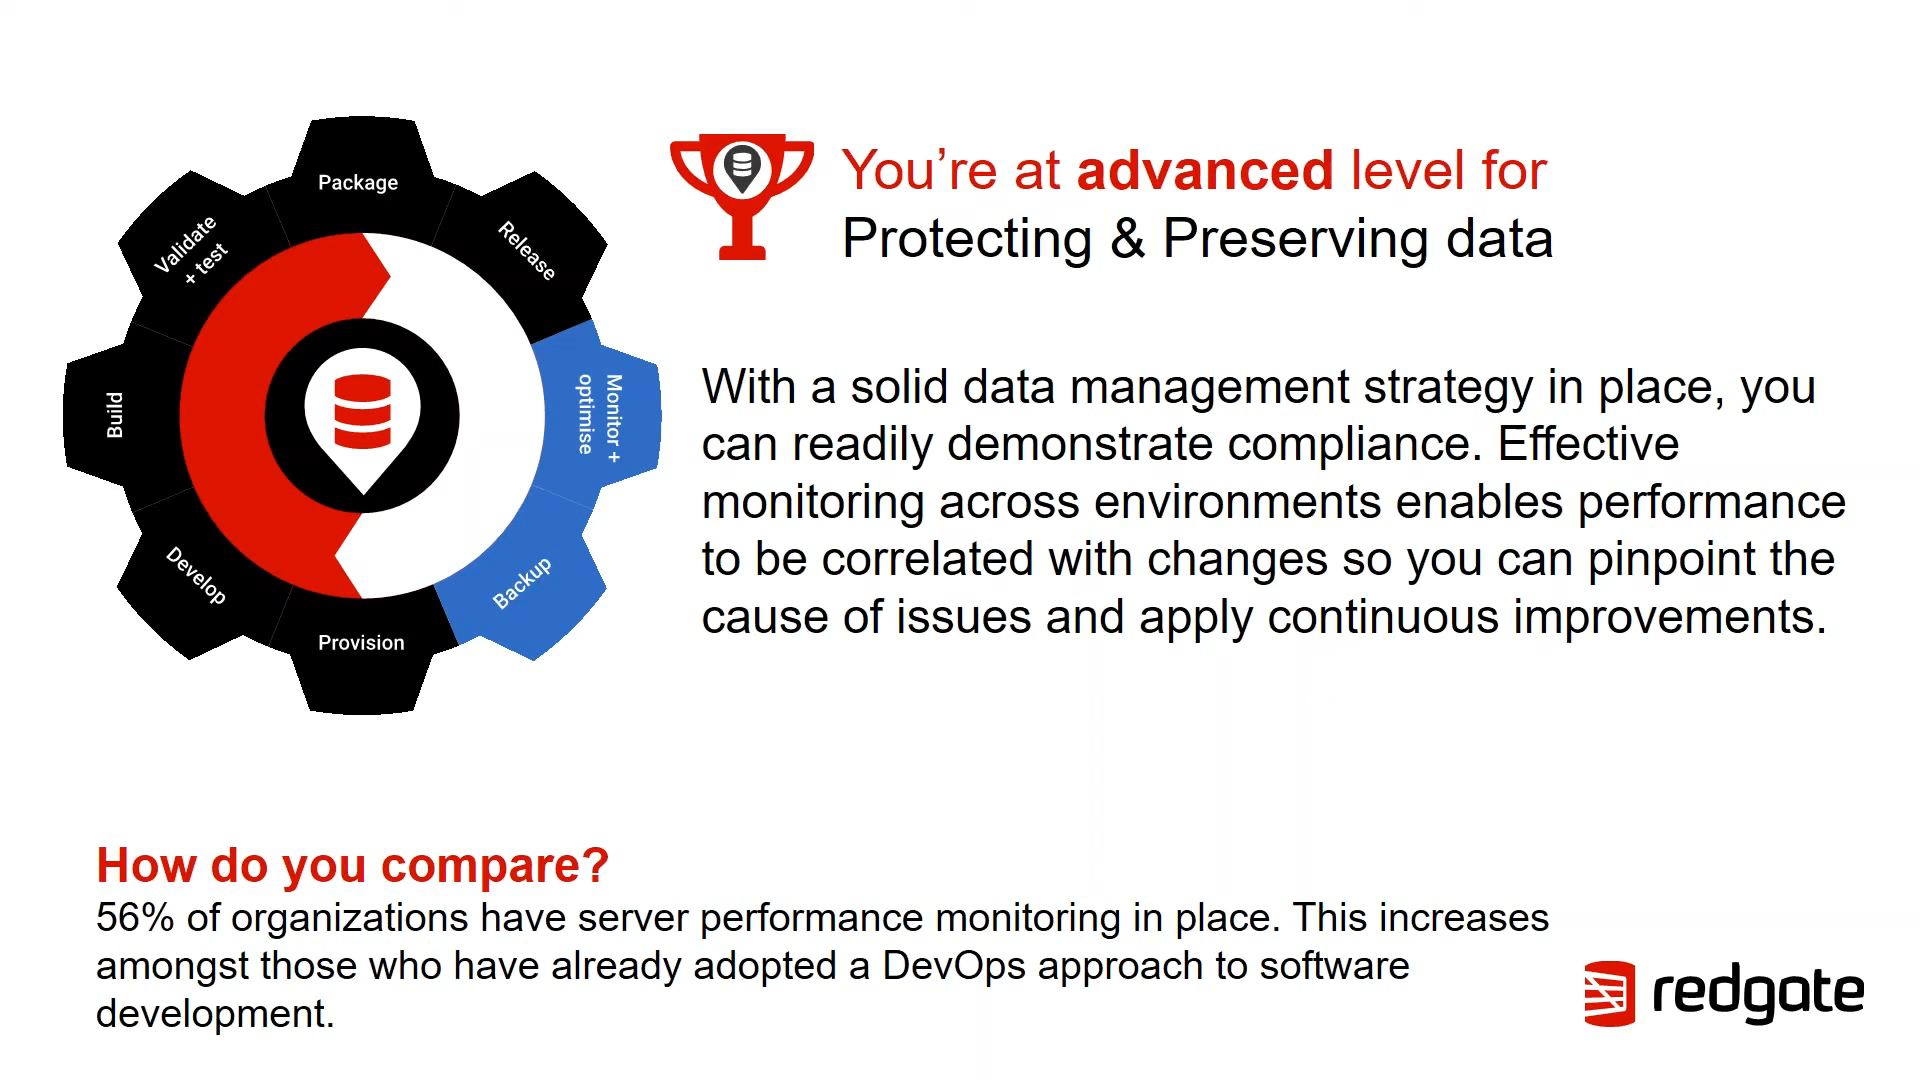 Package
Release
Monitor +
optimise
Backup
Provision
Develop
Build
Validate
+ test
You’re at advanced level for
Protecting & Preserving data
With a solid data management strategy in place, you
can readily demonstrate compliance. Effective
monitoring across environments enables performance
to be correlated with changes so you can pinpoint the
cause of issues and apply continuous improvements.
How do you compare?
56% of organizations have server performance monitoring in place. This increases
amongst those who have already adopted a DevOps approach to software
development.
redgate